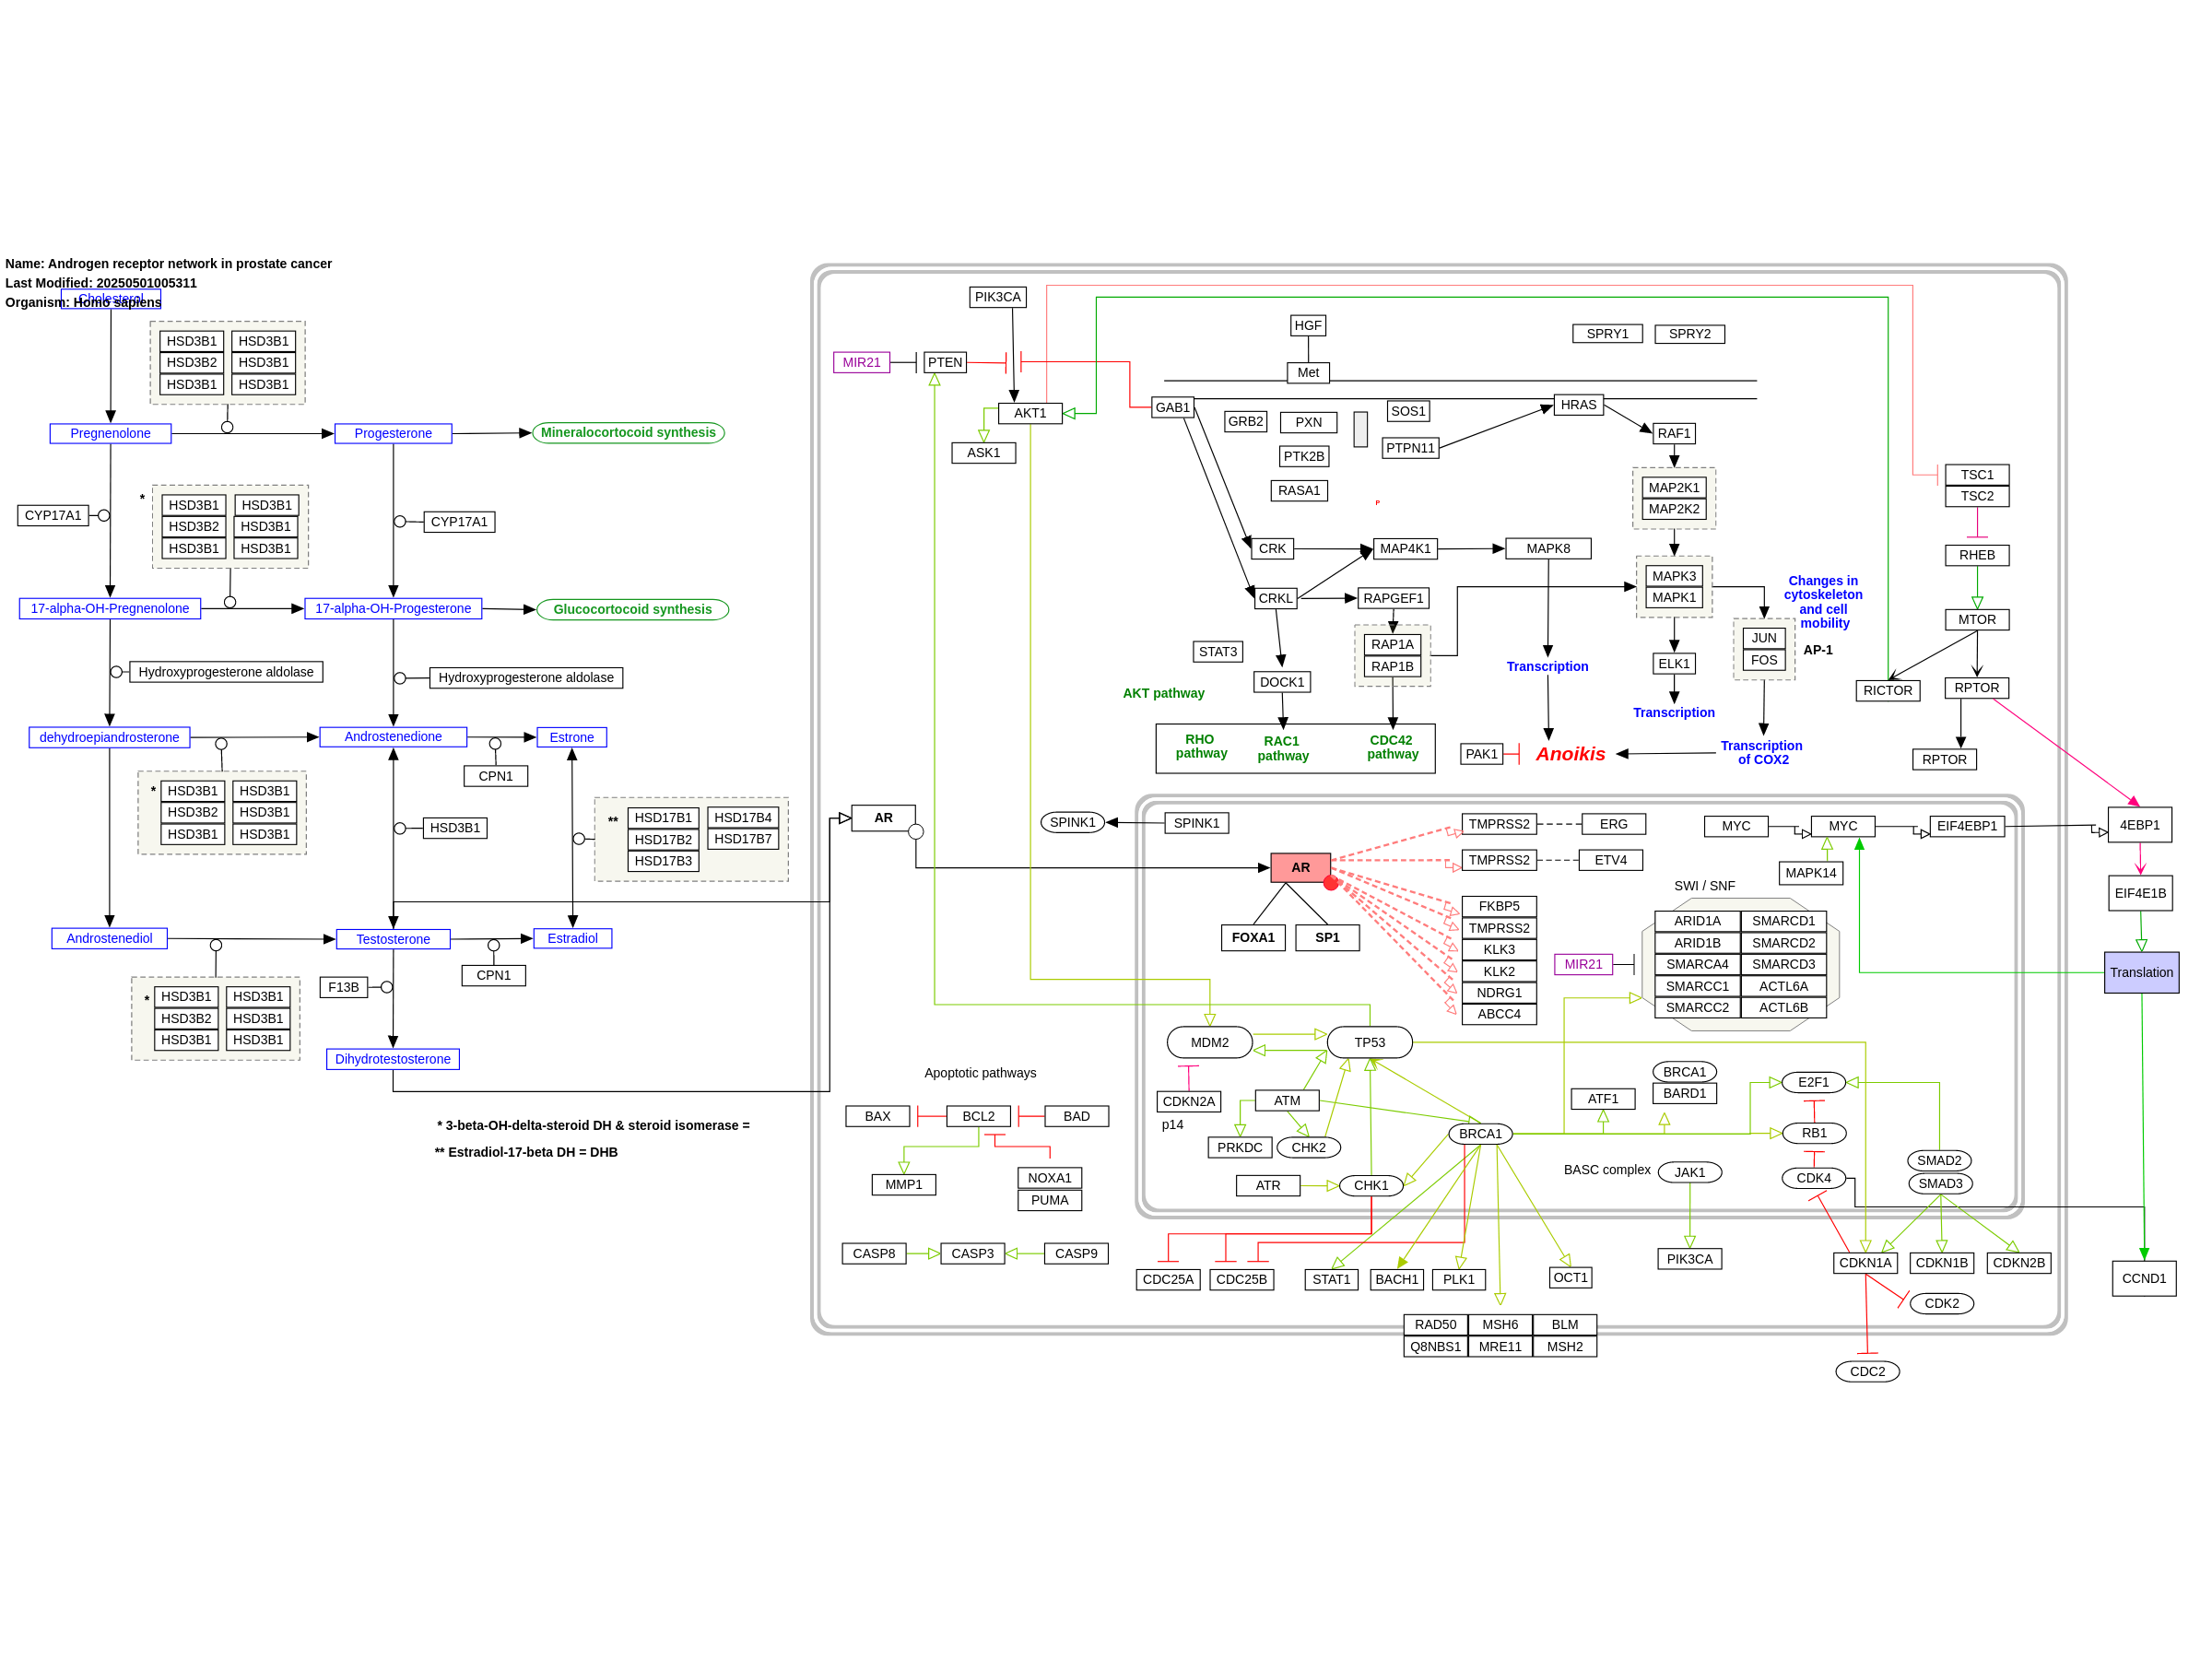 Name: Androgen receptor network in prostate cancer
Last Modified: 20250501005311
Organism: Homo sapiens
Cholesterol
HSD3B1 HSD3B1
HSD3B2 HSD3B1
HSD3B1 HSD3B1
Pregnenolone
Progesterone
Mineralocortocoid synthesis
*
HSD3B1 HSD3B1
HSD3B2 HSD3B1
HSD3B1 HSD3B1
CYP17A1
CYP17A1
17-alpha-OH-Pregnenolone
17-alpha-OH-Progesterone
Glucocortocoid synthesis
Hydroxyprogesterone aldolase
Hydroxyprogesterone aldolase
dehydroepiandrosterone
Androstenedione
Estrone
CPN1
*
HSD3B1 HSD3B1
HSD3B2 HSD3B1
HSD3B1 HSD3B1
HSD3B1
**
HSD17B1 HSD17B4
HSD17B2 HSD17B7
HSD17B3
Androstenediol
Testosterone
Estradiol
CPN1
F13B
*
HSD3B1 HSD3B1
HSD3B2 HSD3B1
HSD3B1 HSD3B1
Dihydrotestosterone
* 3-beta-OH-delta-steroid DH & steroid isomerase =
** Estradiol-17-beta DH = DHB
PIK3CA
MIR21
PTEN
AKT1
ASK1
HGF
Met
SPRY1
SPRY2
GAB1
GRB2
PXN
SOS1
HRAS
PTK2B
PTPN11
RAF1
RASA1
P
MAP2K1
MAP2K2
CRK
MAP4K1
MAPK8
MAPK3
MAPK1
CRKL
RAPGEF1
Changes in
cytoskeleton
and cell
mobility
JUN
FOS
AP-1
STAT3
RAP1A
RAP1B
Transcription
ELK1
DOCK1
AKT pathway
Transcription
RHO
pathway
RAC1
pathway
CDC42
pathway
PAK1
Anoikis
Transcription
of COX2
TSC1
TSC2
RHEB
MTOR
RICTOR
RPTOR
RPTOR
AR
SPINK1
SPINK1
TMPRSS2
ERG
TMPRSS2
ETV4
AR
FOXA1
SP1
FKBP5
TMPRSS2
KLK3
KLK2
NDRG1
ABCC4
MYC
MYC
EIF4EBP1
4EBP1
MAPK14
EIF4E1B
SWI / SNF
ARID1A SMARCD1
ARID1B SMARCD2
SMARCA4 SMARCD3
SMARCC1 ACTL6A
SMARCC2 ACTL6B
MIR21
Translation
MDM2
TP53
CDKN2A
p14
ATM
PRKDC
CHK2
BRCA1
ATR
CHK1
ATF1
BRCA1
BARD1
E2F1
RB1
BASC complex
JAK1
CDK4
SMAD2
SMAD3
Apoptotic pathways
BAX
BCL2
BAD
MMP1
NOXA1
PUMA
CASP8
CASP3
CASP9
CDC25A
CDC25B
STAT1
BACH1
PLK1
OCT1
PIK3CA
CDKN1A
CDKN1B
CDKN2B
CCND1
CDK2
RAD50 MSH6 BLM
Q8NBS1 MRE11 MSH2
CDC2